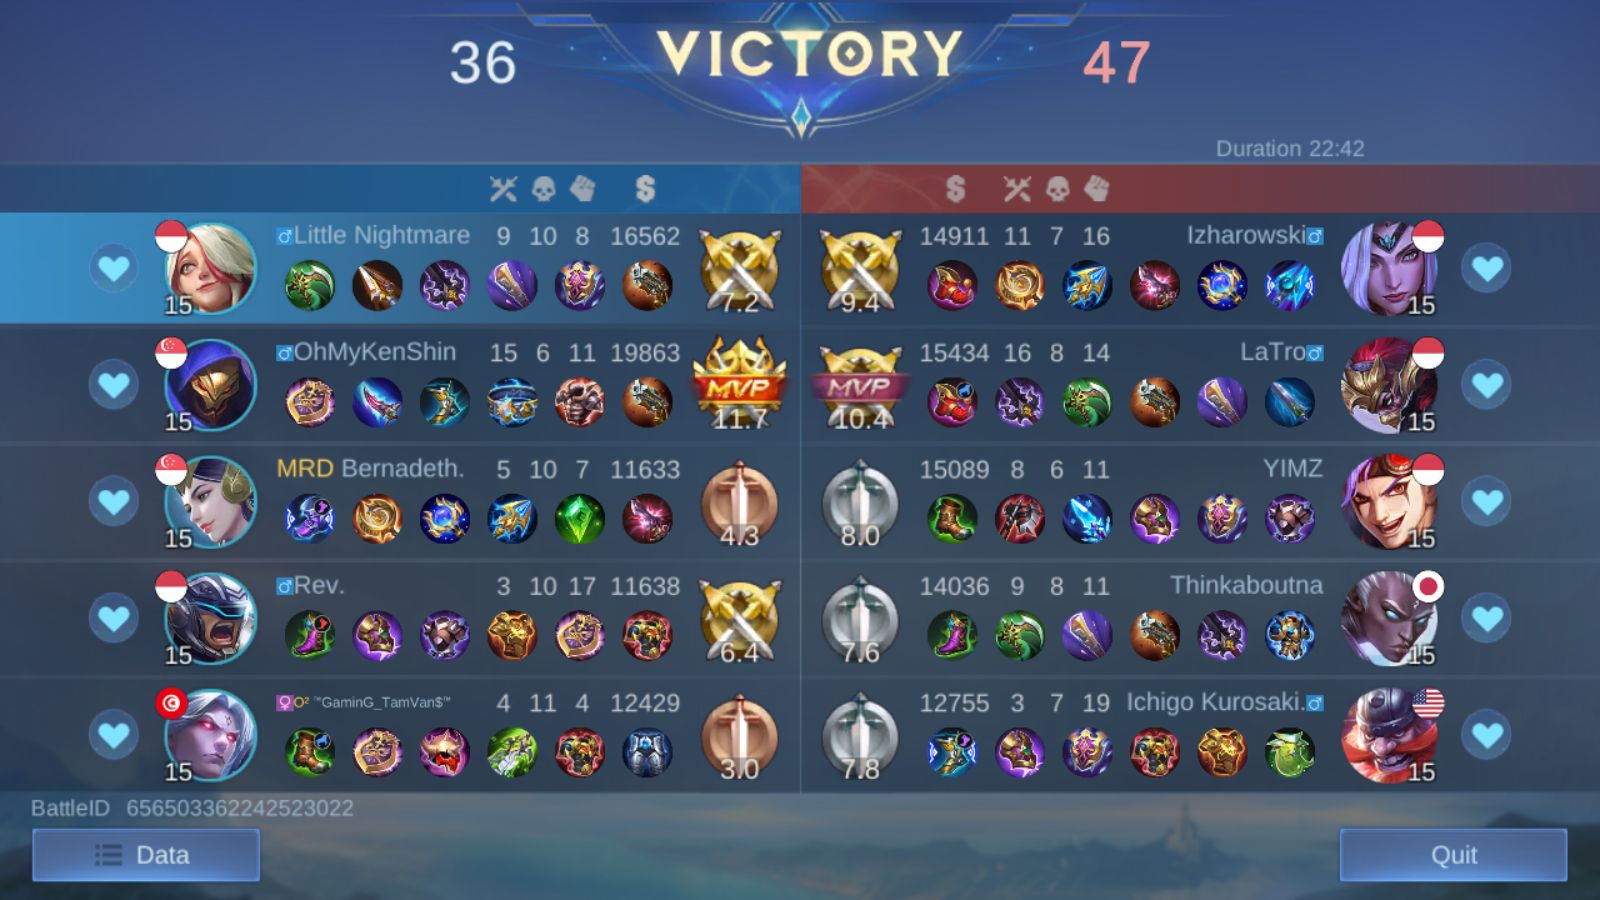 36 VICTORY 47
Duration 22:42
15 Little Nightmare 9 10 8 16562 7.2
9.4 14911 11 7 16 Izharowski 15
15 OhMyKenShin 15 6 11 19863 MVP 11.7
MVP 10.4 15434 16 8 14 LaTro 15
15 MRD Bernadeth. 5 10 7 11633 4.3
8.0 15089 8 6 11 YIMZ 15
15 Rev. 3 10 17 11638 6.4
7.6 14036 9 8 11 Thinkaboutna 15
15 O² ™GaminG_TamVan$™ 4 11 4 12429 3.0
7.8 12755 3 7 19 Ichigo Kurosaki. 15
BattleID 656503362242523022
Data
Quit